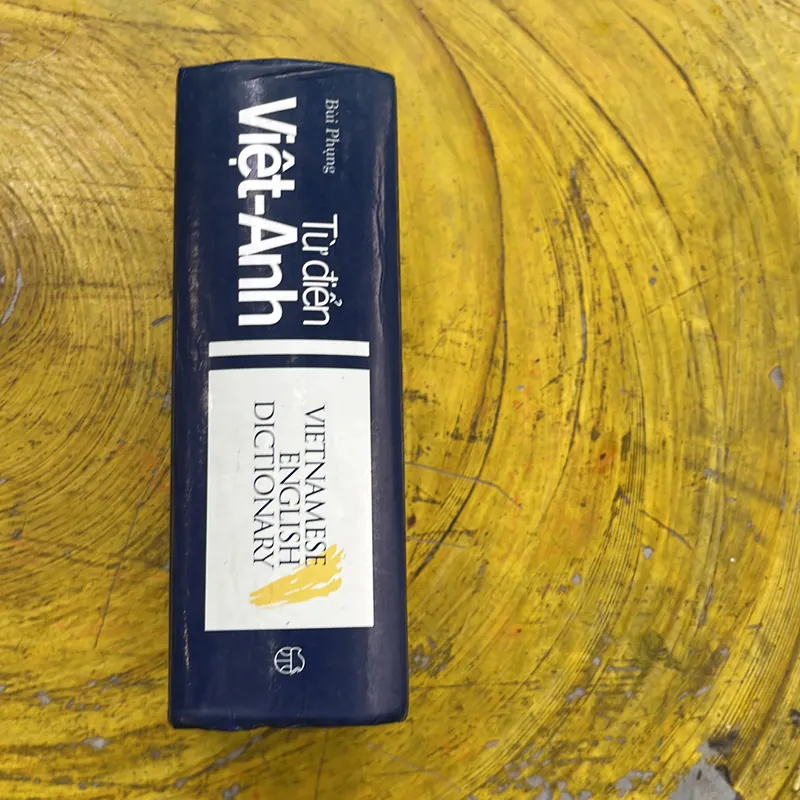 Bùi Phụng
Từ điển
Việt-Anh
VIETNAMESE
ENGLISH
DICTIONARY